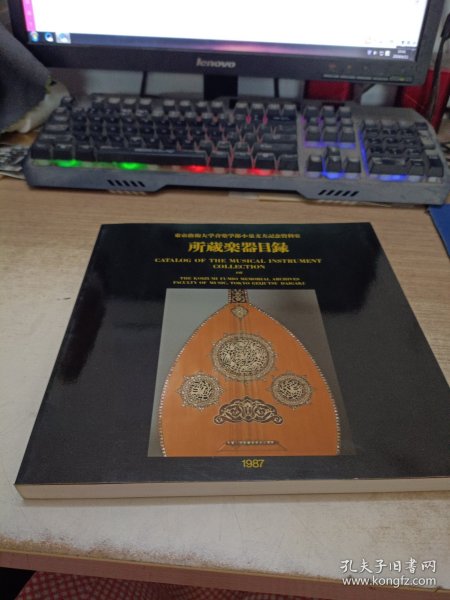 lenovo
東京芸術大学音楽学部小泉文夫記念資料室
所蔵楽器目録
CATALOG OF THE MUSICAL INSTRUMENT
COLLECTION
OF
THE KOIZUMI FUMIO MEMORIAL ARCHIVES
FACULTY OF MUSIC, TOKYO GEIJUTSU DAIGAKU
1987
孔夫子旧书网
www.kongfz.com